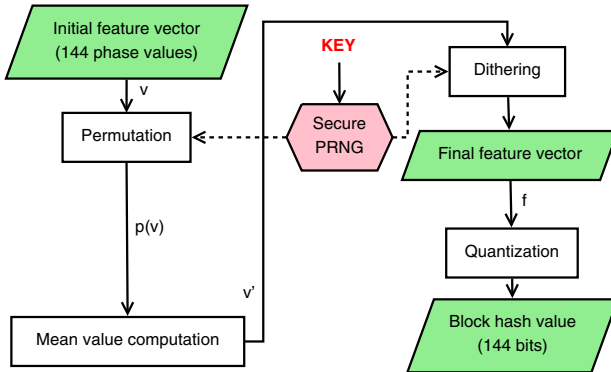 Initial feature vector
(144 phase values)
v
Permutation
p(v)
Mean value computation
v'
KEY
Secure
PRNG
Dithering
Final feature vector
f
Quantization
Block hash value
(144 bits)